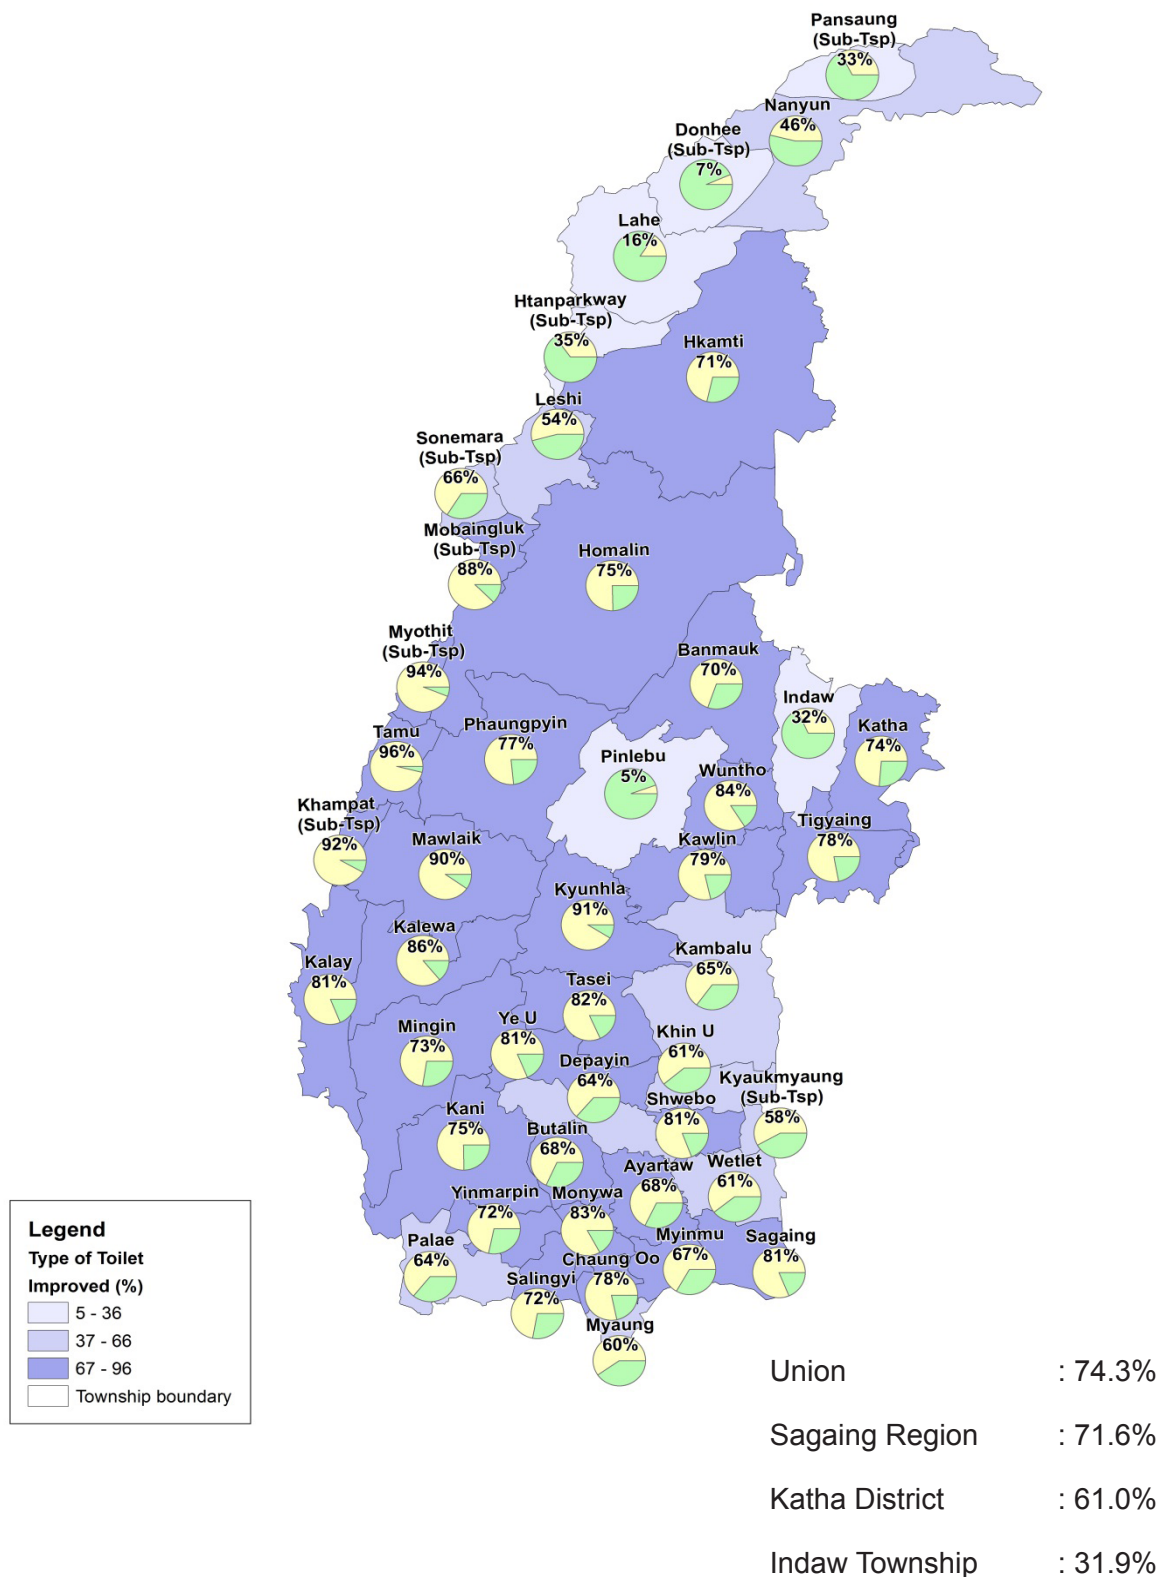 Pansaung
(Sub-Tsp)
33%
Nanyun
46%
Donhee
(Sub-Tsp)
7%
Lahe
16%
Htanparkway
(Sub-Tsp)
35%
Hkamti
71%
Leshi
54%
Sonemara
(Sub-Tsp)
66%
Mobaingluk
(Sub-Tsp)
88%
Homalin
75%
Myothit
(Sub-Tsp)
94%
Banmauk
70%
Indaw
32%
Katha
74%
Tamu
96%
Phaungpyin
77%
Pinlebu
5%
Wuntho
84%
Khampat
(Sub-Tsp)
92%
Mawlaik
90%
Tigyaing
78%
Kawlin
79%
Kyunhla
91%
Kalewa
86%
Kambalu
65%
Kalay
81%
Tasei
82%
Mingin
73%
Ye U
81%
Khin U
61%
Depayin
64%
Kyaukmyaung
(Sub-Tsp)
58%
Shwebo
81%
Kani
75%
Butalin
68%
Ayartaw
68%
Wetlet
61%
Yinmarpin
72%
Monywa
83%
Palae
64%
Myinmu
67%
Sagaing
81%
Salingyi
72%
Chaung Oo
78%
Myaung
60%
Legend
Type of Toilet
Improved (%)
5 - 36
37 - 66
67 - 96
Township boundary
Union : 74.3%
Sagaing Region : 71.6%
Katha District : 61.0%
Indaw Township : 31.9%